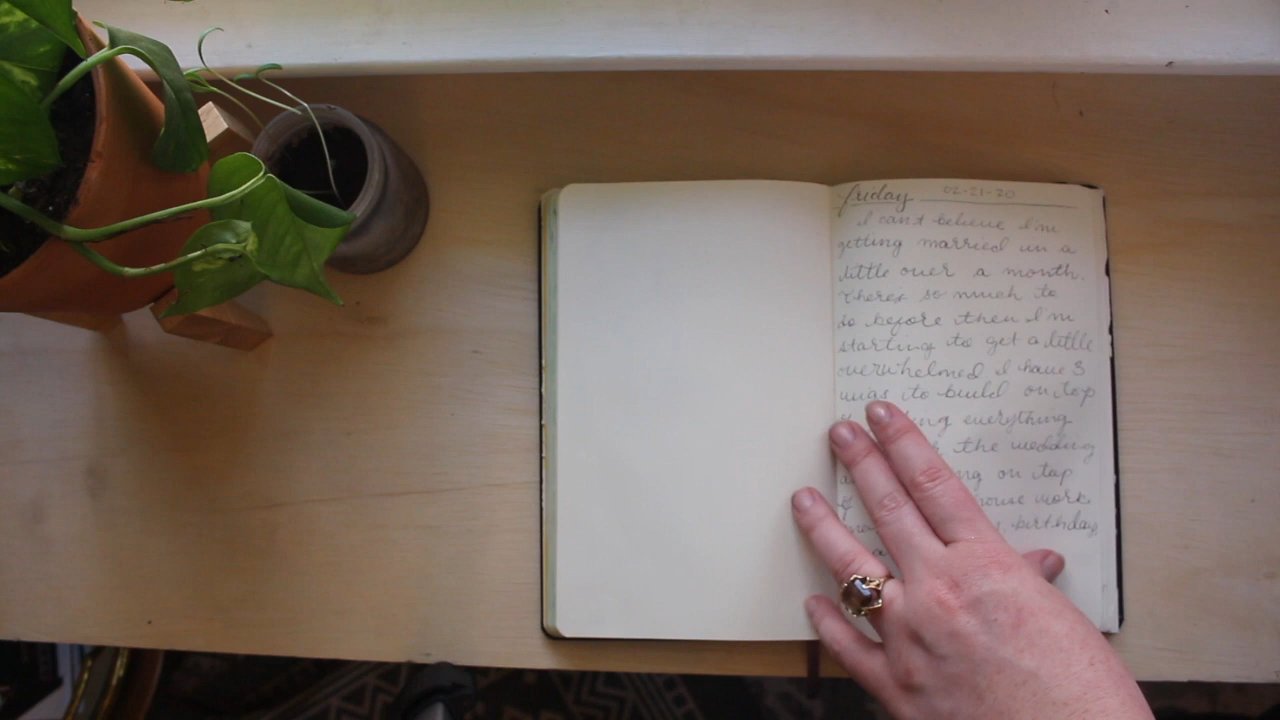 friday 02-21-20
I can't believe I'm
getting married in a
little over a month.
There's so much to
do before then I'm
starting to get a little
overwhelmed I have 3
wigs to build on top
everything
the wedding
on top
house work
birthday